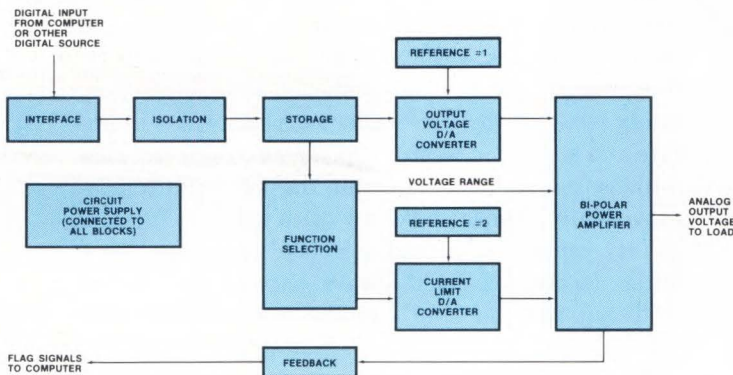 DIGITAL INPUT
FROM COMPUTER
OR OTHER
DIGITAL SOURCE
REFERENCE #1
INTERFACE
ISOLATION
STORAGE
OUTPUT
VOLTAGE
D/A
CONVERTER
CIRCUIT
POWER SUPPLY
(CONNECTED TO
ALL BLOCKS)
FUNCTION
SELECTION
VOLTAGE RANGE
REFERENCE #2
CURRENT
LIMIT
D/A
CONVERTER
BI-POLAR
POWER
AMPLIFIER
ANALOG
OUTPUT
VOLTAGE
TO LOAD
FLAG SIGNALS
TO COMPUTER
FEEDBACK